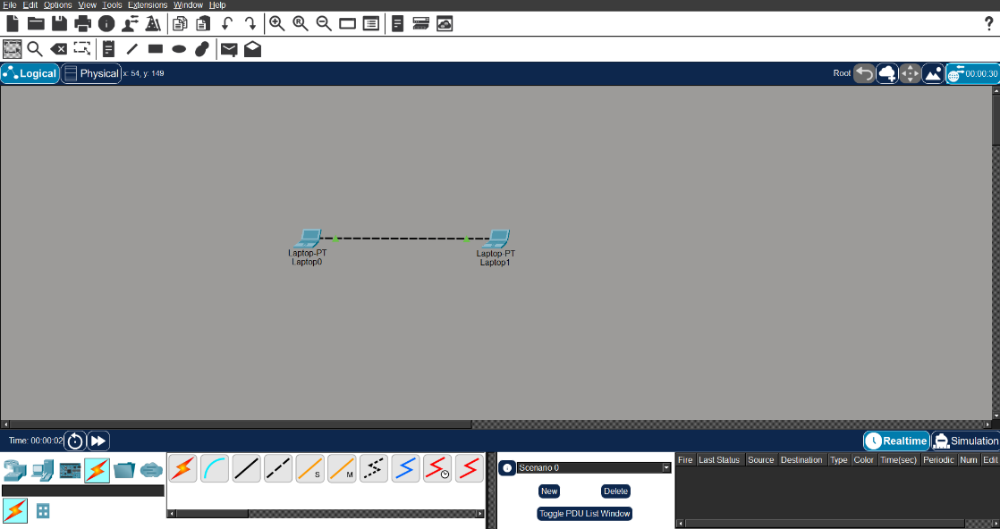 File Edit Options View Tools Extensions Window Help
?
Logical Physical x: 54, y: 149 Root 00:00:30
Laptop-PT
Laptop0
Laptop-PT
Laptop1
Time: 00:00:02 Realtime Simulation
S M
Scenario 0
New Delete
Toggle PDU List Window
Fire Last Status Source Destination Type Color Time(sec) Periodic Num Edit